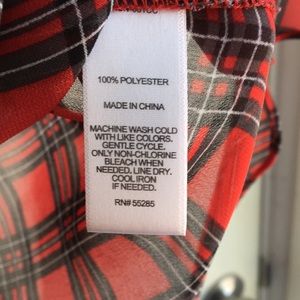 100% POLYESTER
MADE IN CHINA
MACHINE WASH COLD
WITH LIKE COLORS.
GENTLE CYCLE.
ONLY NON-CHLORINE
BLEACH WHEN
NEEDED. LINE DRY.
COOL IRON
IF NEEDED.
RN# 55285